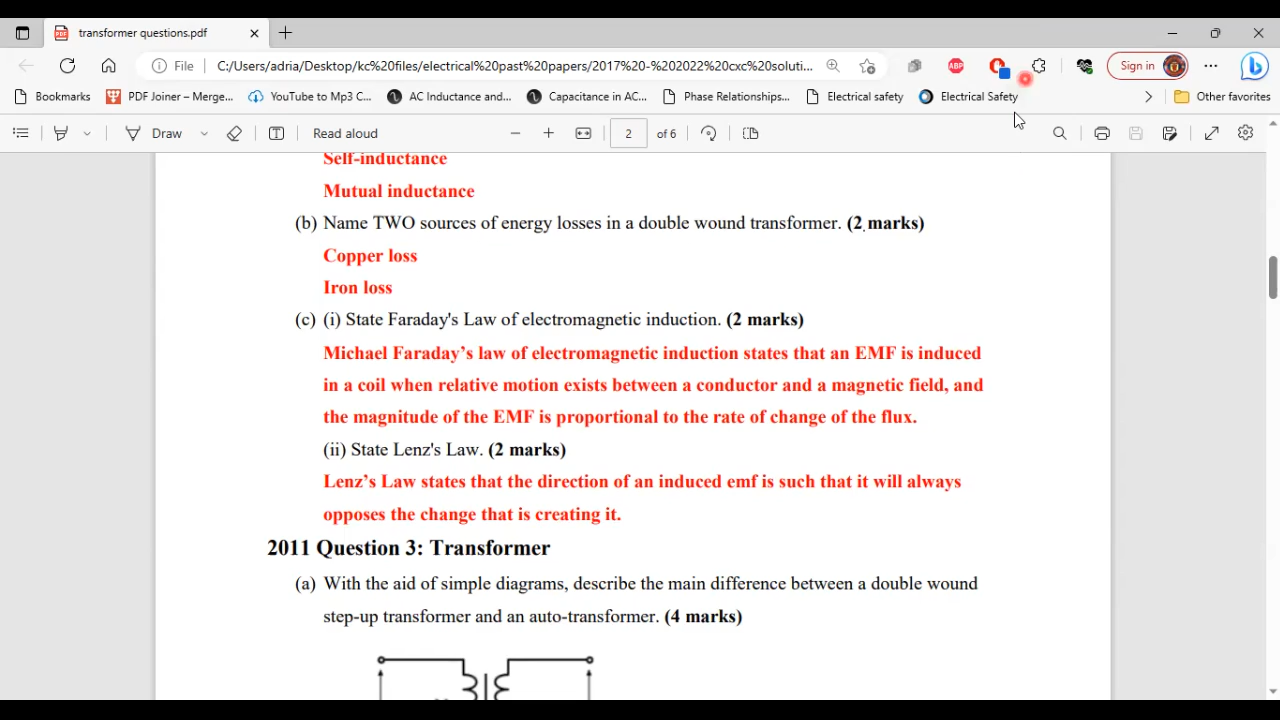 transformer questions.pdf
File C:/Users/adria/Desktop/kc%20files/electrical%20past%20papers/2017%20-%202022%20cxc%20soluti... Sign in
Bookmarks PDF Joiner – Merge... YouTube to Mp3 C... AC Inductance and... Capacitance in AC... Phase Relationships... Electrical safety Electrical Safety Other favorites
Draw Read aloud 2 of 6
Self-inductance
Mutual inductance
(b) Name TWO sources of energy losses in a double wound transformer. (2 marks)
Copper loss
Iron loss
(c) (i) State Faraday's Law of electromagnetic induction. (2 marks)
Michael Faraday’s law of electromagnetic induction states that an EMF is induced
in a coil when relative motion exists between a conductor and a magnetic field, and
the magnitude of the EMF is proportional to the rate of change of the flux.
(ii) State Lenz's Law. (2 marks)
Lenz’s Law states that the direction of an induced emf is such that it will always
opposes the change that is creating it.
2011 Question 3: Transformer
(a) With the aid of simple diagrams, describe the main difference between a double wound
step-up transformer and an auto-transformer. (4 marks)